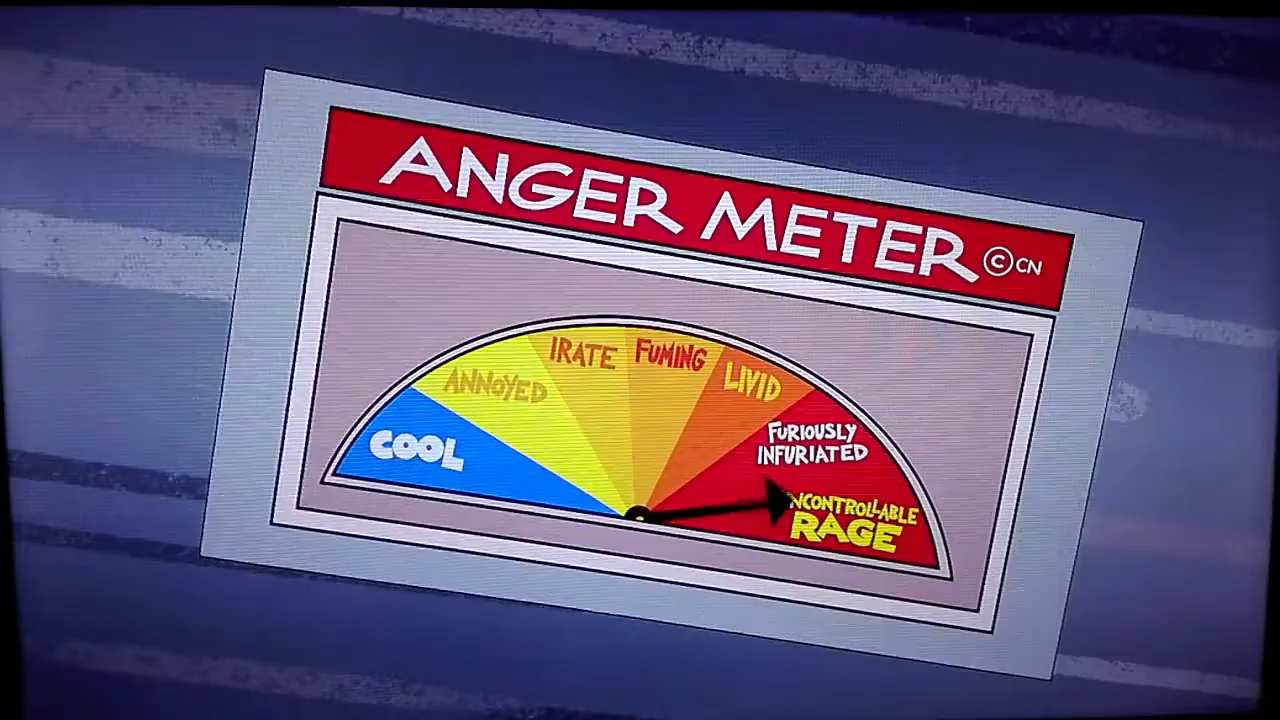 ANGER METER © CN
COOL
ANNOYED
IRATE
FUMING
LIVID
FURIOUSLY
INFURIATED
NCONTROLLABLE
RAGE